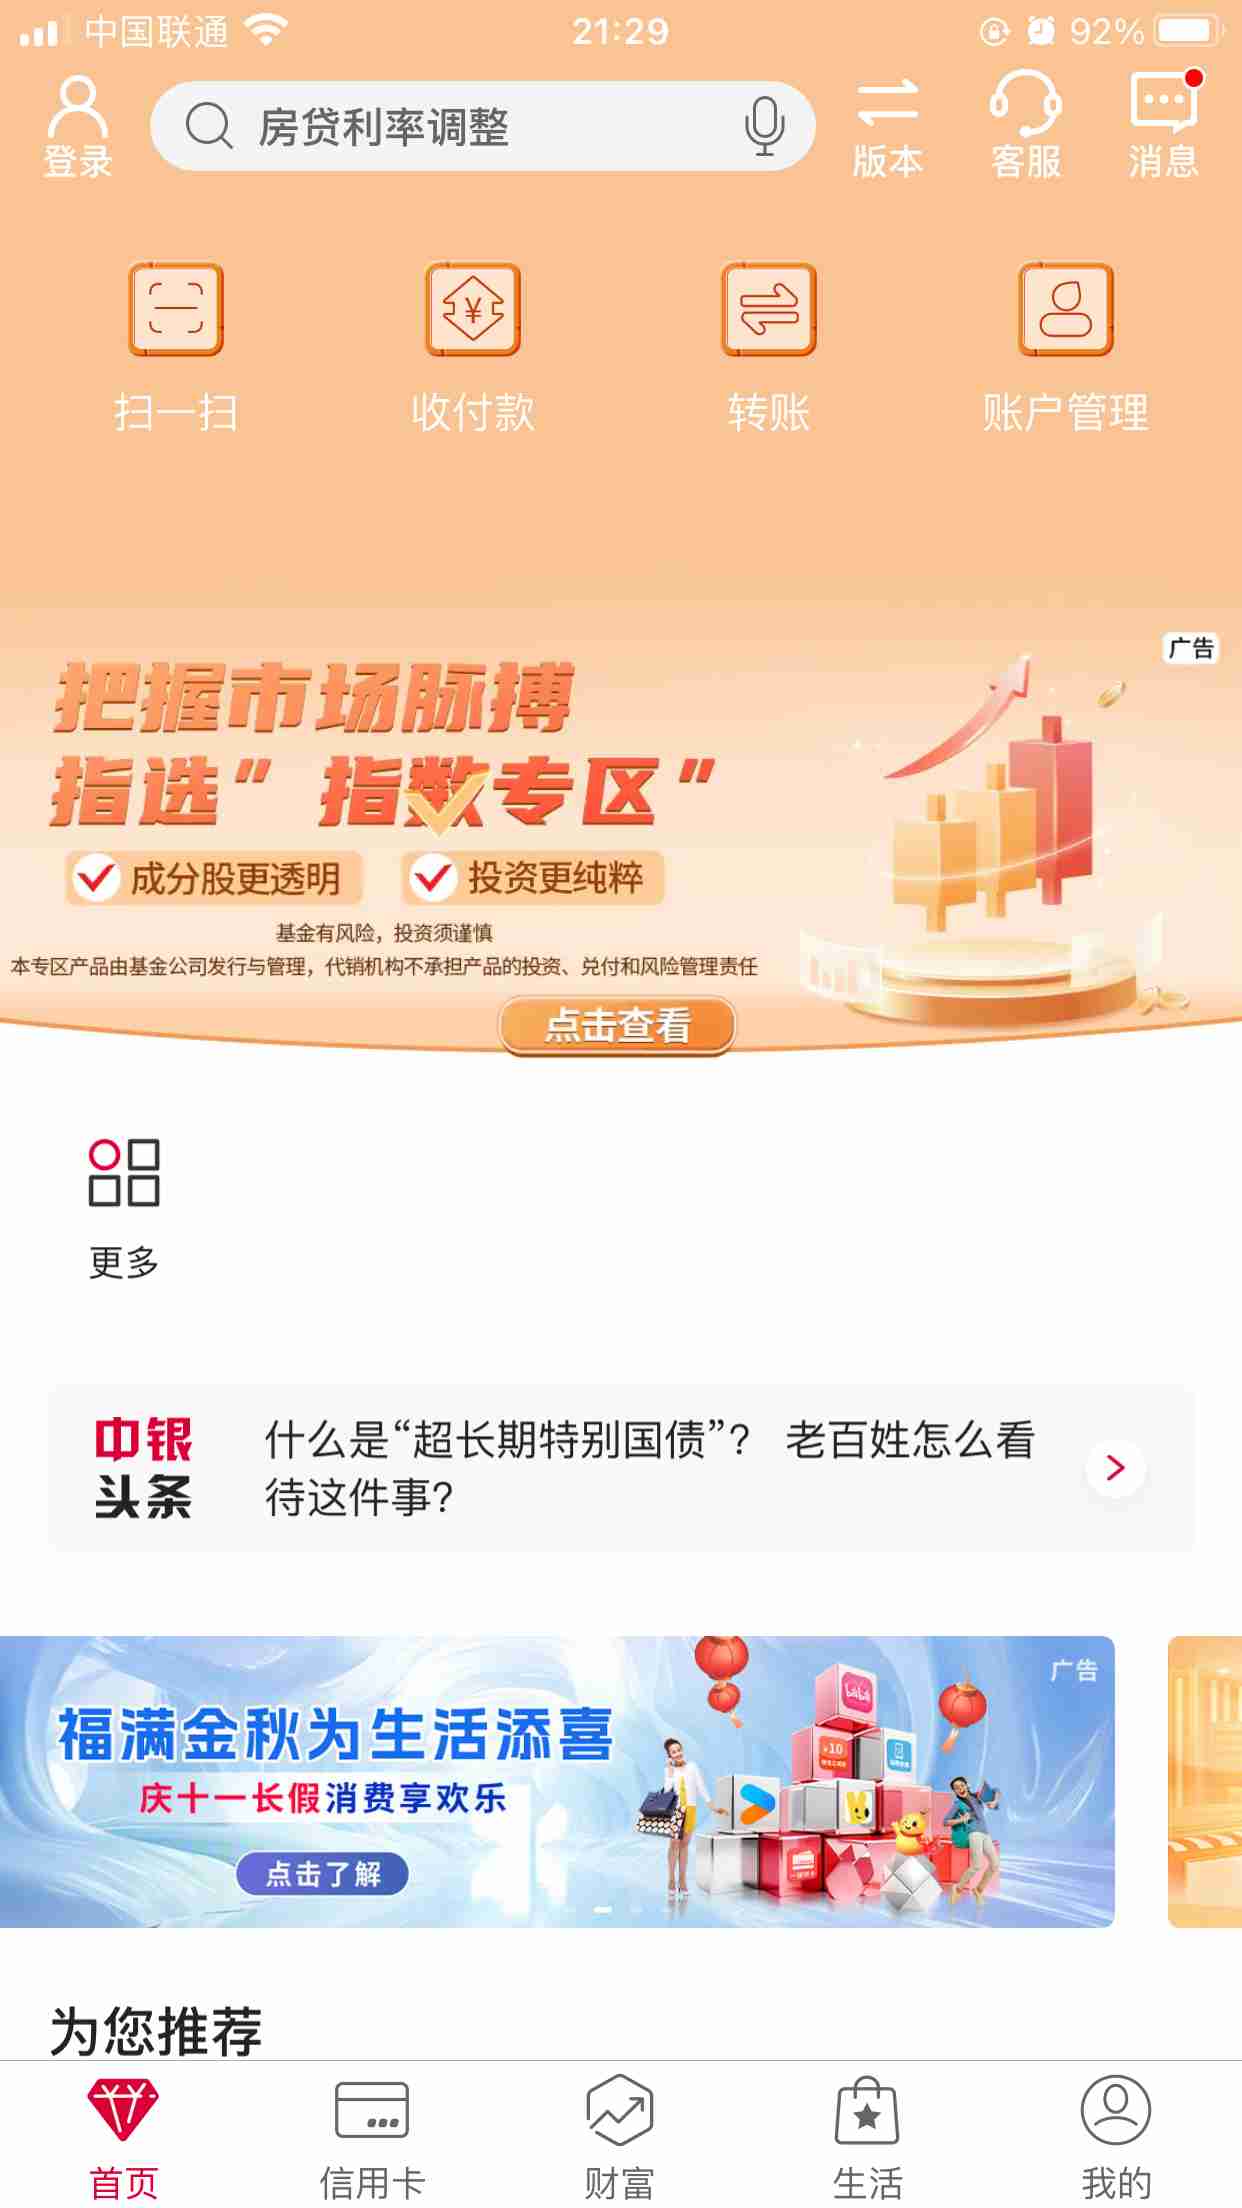 中国联通
21:29
92%
登录
房贷利率调整
版本
客服
消息
扫一扫
收付款
转账
账户管理
广告
把握市场脉搏
指选”指数专区”
成分股更透明
投资更纯粹
基金有风险，投资须谨慎
本专区产品由基金公司发行与管理，代销机构不承担产品的投资、兑付和风险管理责任
点击查看
更多
中银
头条
什么是“超长期特别国债”？ 老百姓怎么看
待这件事？
广告
福满金秋为生活添喜
庆十一长假消费享欢乐
点击了解
bilibili
10
为您推荐
首页
信用卡
财富
生活
我的